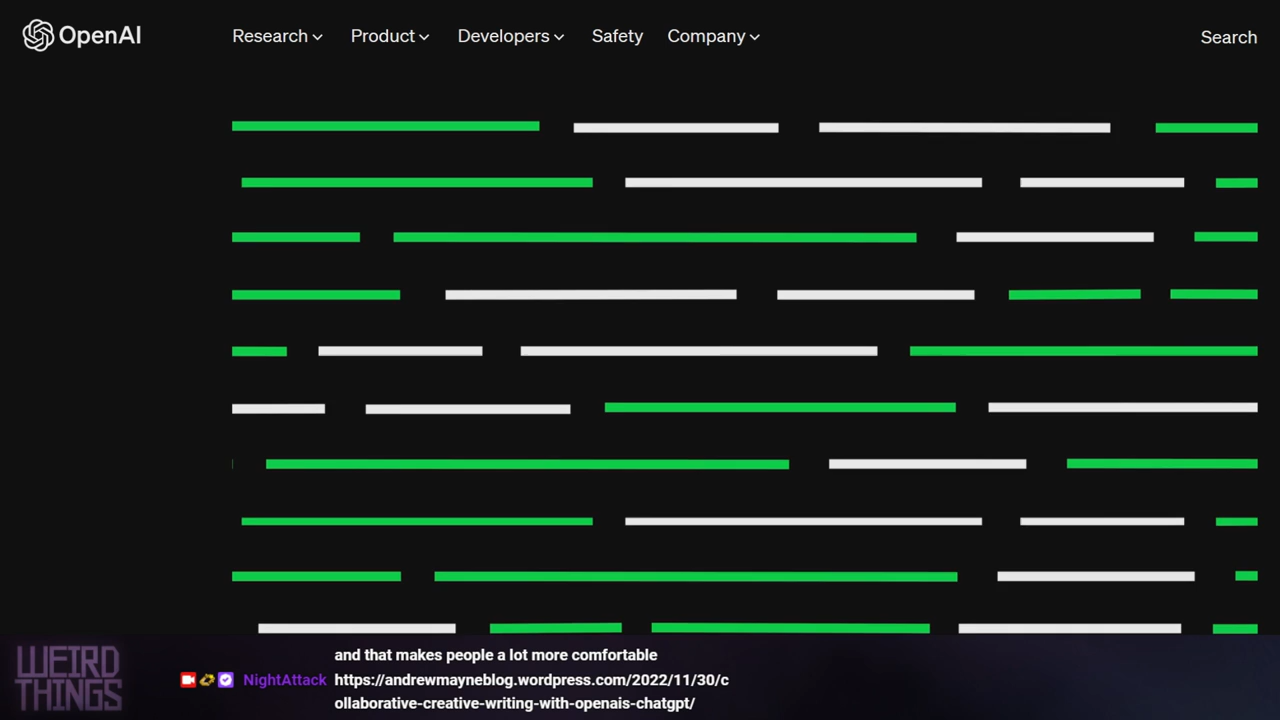 OpenAI Research Product Developers Safety Company Search
and that makes people a lot more comfortable
WEIRD
THINGS
NightAttack https://andrewmayneblog.wordpress.com/2022/11/30/c
ollaborative-creative-writing-with-openais-chatgpt/